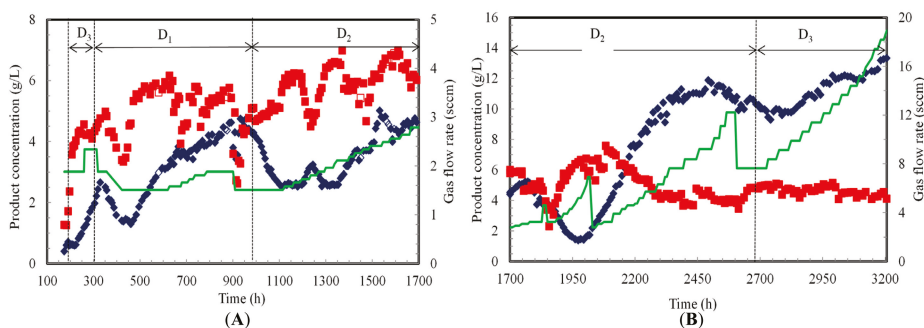 D₃ D₁ D₂
Product concentration (g/L)
8
6
4
2
0
Gas flow rate (sccm)
5
4
3
2
1
0
100 300 500 700 900 1100 1300 1500 1700
Time (h)
(A)
D₂ D₃
Product concentration (g/L)
16
14
12
10
8
6
4
2
0
Gas flow rate (sccm)
20
16
12
8
4
0
1700 1950 2200 2450 2700 2950 3200
Time (h)
(B)